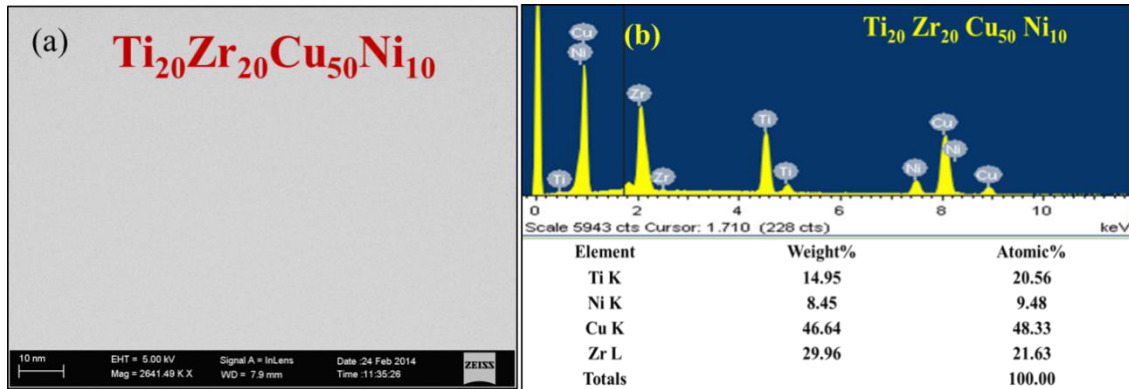 (a)
Ti20Zr20Cu50Ni10
10 nm
EHT = 5.00 kV Signal A = InLens Date :24 Feb 2014
Mag = 2641.49 K X WD = 7.9 mm Time :11:35:26
ZEISS
(b)
Ti20 Zr20 Cu50 Ni10
Cu
Ni
Zr
Ti
Cu
Ni
Ti
Zr
Ti
Ni
Cu
0 2 4 6 8 10
Scale 5943 cts Cursor: 1.710 (228 cts) keV
Element Weight% Atomic%
Ti K 14.95 20.56
Ni K 8.45 9.48
Cu K 46.64 48.33
Zr L 29.96 21.63
Totals 100.00